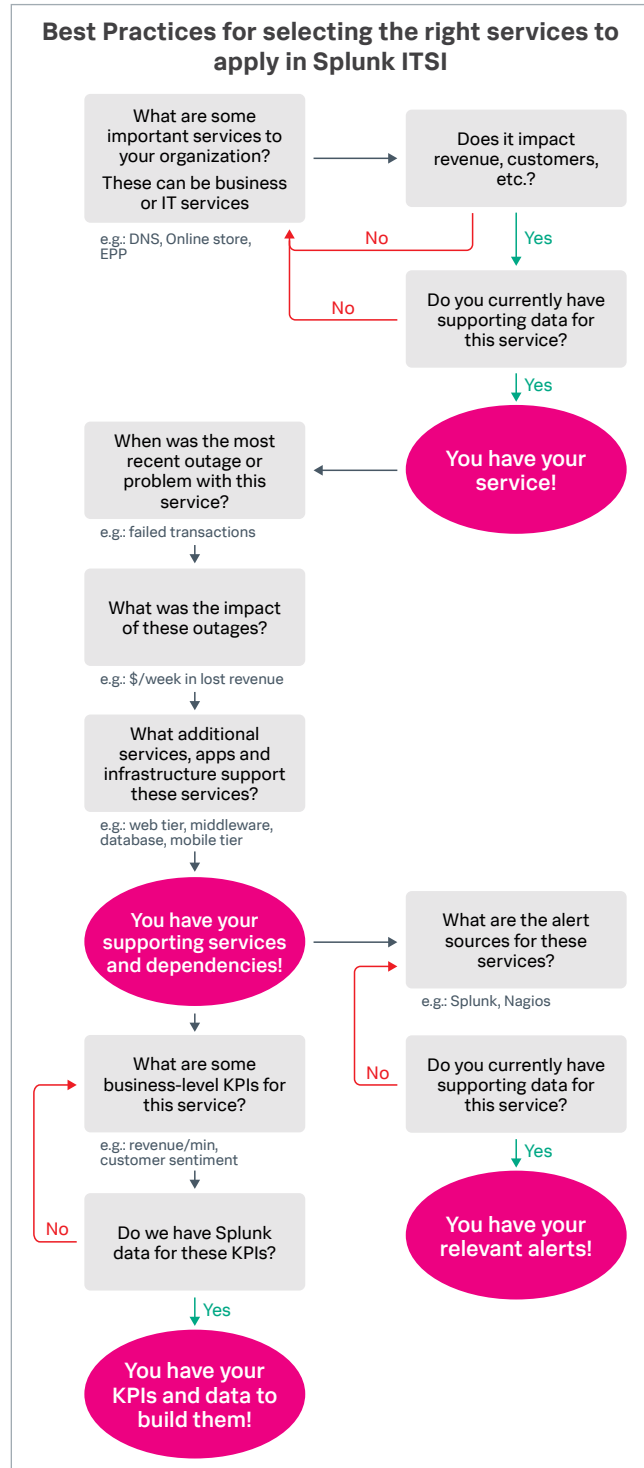 Best Practices for selecting the right services to
apply in Splunk ITSI
What are some
important services to
your organization?
These can be business
or IT services
e.g.: DNS, Online store,
EPP
Does it impact
revenue, customers,
etc.?
No
Yes
No
Do you currently have
supporting data for
this service?
Yes
You have your
service!
When was the most
recent outage or
problem with this
service?
e.g.: failed transactions
What was the impact
of these outages?
e.g.: $/week in lost revenue
What additional
services, apps and
infrastructure support
these services?
e.g.: web tier, middleware,
database, mobile tier
You have your
supporting services
and dependencies!
What are the alert
sources for these
services?
e.g.: Splunk, Nagios
What are some
business-level KPIs for
this service?
e.g.: revenue/min,
customer sentiment
No
Do you currently have
supporting data for
this service?
Yes
You have your
relevant alerts!
No
Do we have Splunk
data for these KPIs?
Yes
You have your
KPIs and data to
build them!